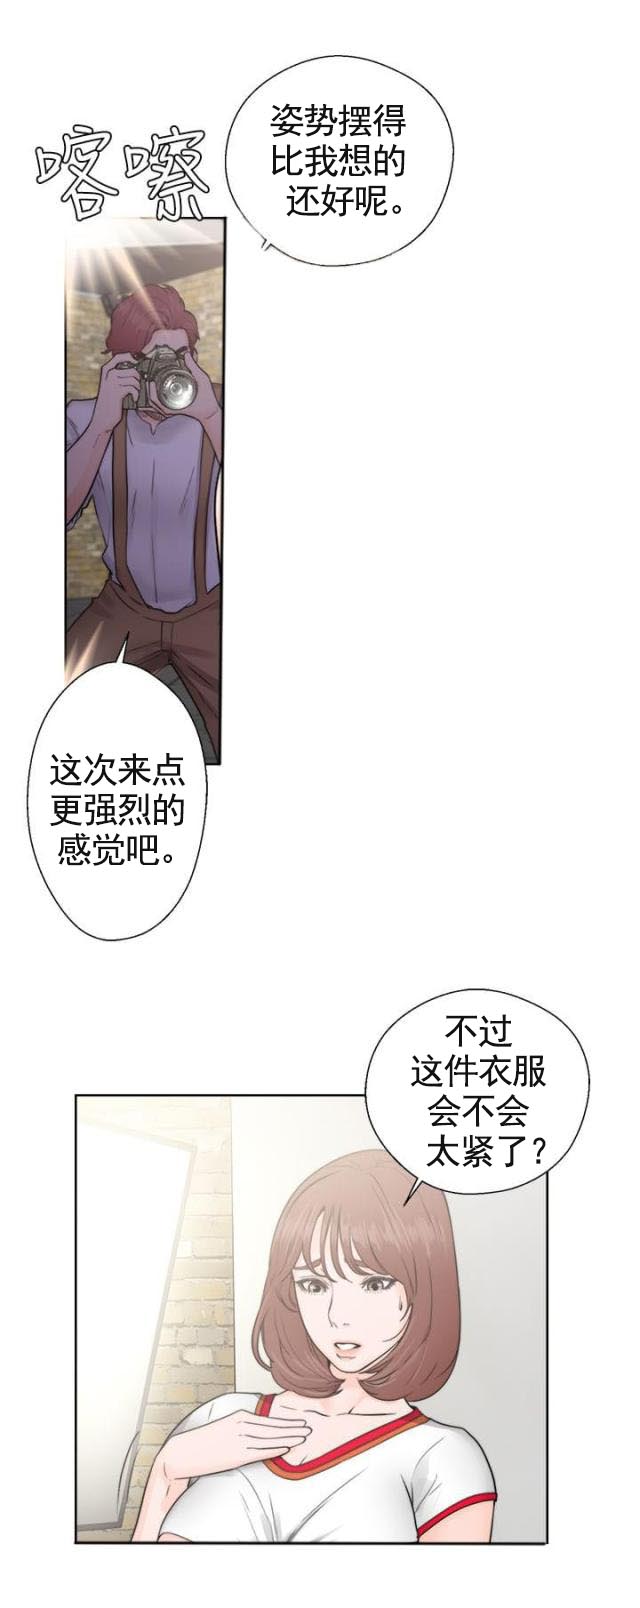 喀嚓
姿势摆得
比我想的
还好呢。
这次来点
更强烈的
感觉吧。
不过
这件衣服
会不会
太紧了?